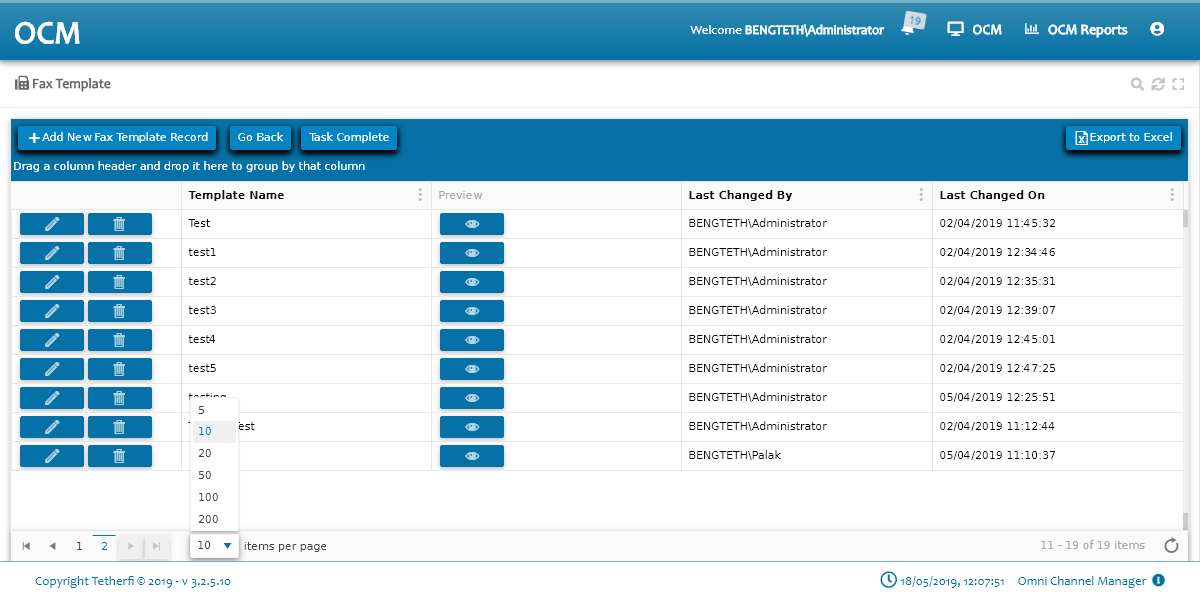 OCM
Welcome BENGTETH\Administrator 19 OCM OCM Reports
Fax Template
Add New Fax Template Record Go Back Task Complete Export to Excel
Drag a column header and drop it here to group by that column
Template Name Preview Last Changed By Last Changed On
Test BENGTETH\Administrator 02/04/2019 11:45:32
test1 BENGTETH\Administrator 02/04/2019 12:34:46
test2 BENGTETH\Administrator 02/04/2019 12:35:31
test3 BENGTETH\Administrator 02/04/2019 12:39:07
test4 BENGTETH\Administrator 02/04/2019 12:45:01
test5 BENGTETH\Administrator 02/04/2019 12:47:25
testing BENGTETH\Administrator 05/04/2019 12:25:51
BENGTETH\Administrator 02/04/2019 11:12:44
BENGTETH\Palak 05/04/2019 11:10:37
5
10
20
50
100
200
1 2 10 items per page 11 - 19 of 19 items
Copyright Tetherfi © 2019 - v 3.2.5.10 18/05/2019, 12:07:51 Omni Channel Manager